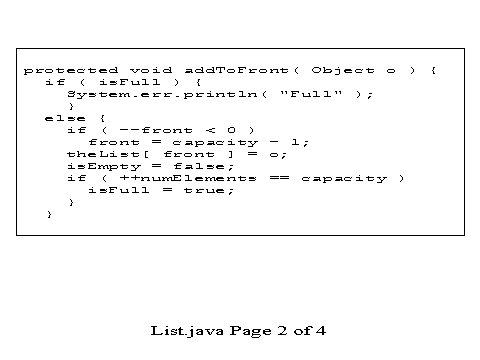 protected void addToFront( Object o ) {
if ( isFull ) {
System.err.println( "Full" );
}
else {
if ( --front < 0 )
front = capacity - 1;
theList[ front ] = o;
isEmpty = false;
if ( ++numElements == capacity )
isFull = true;
}
}
List.java Page 2 of 4